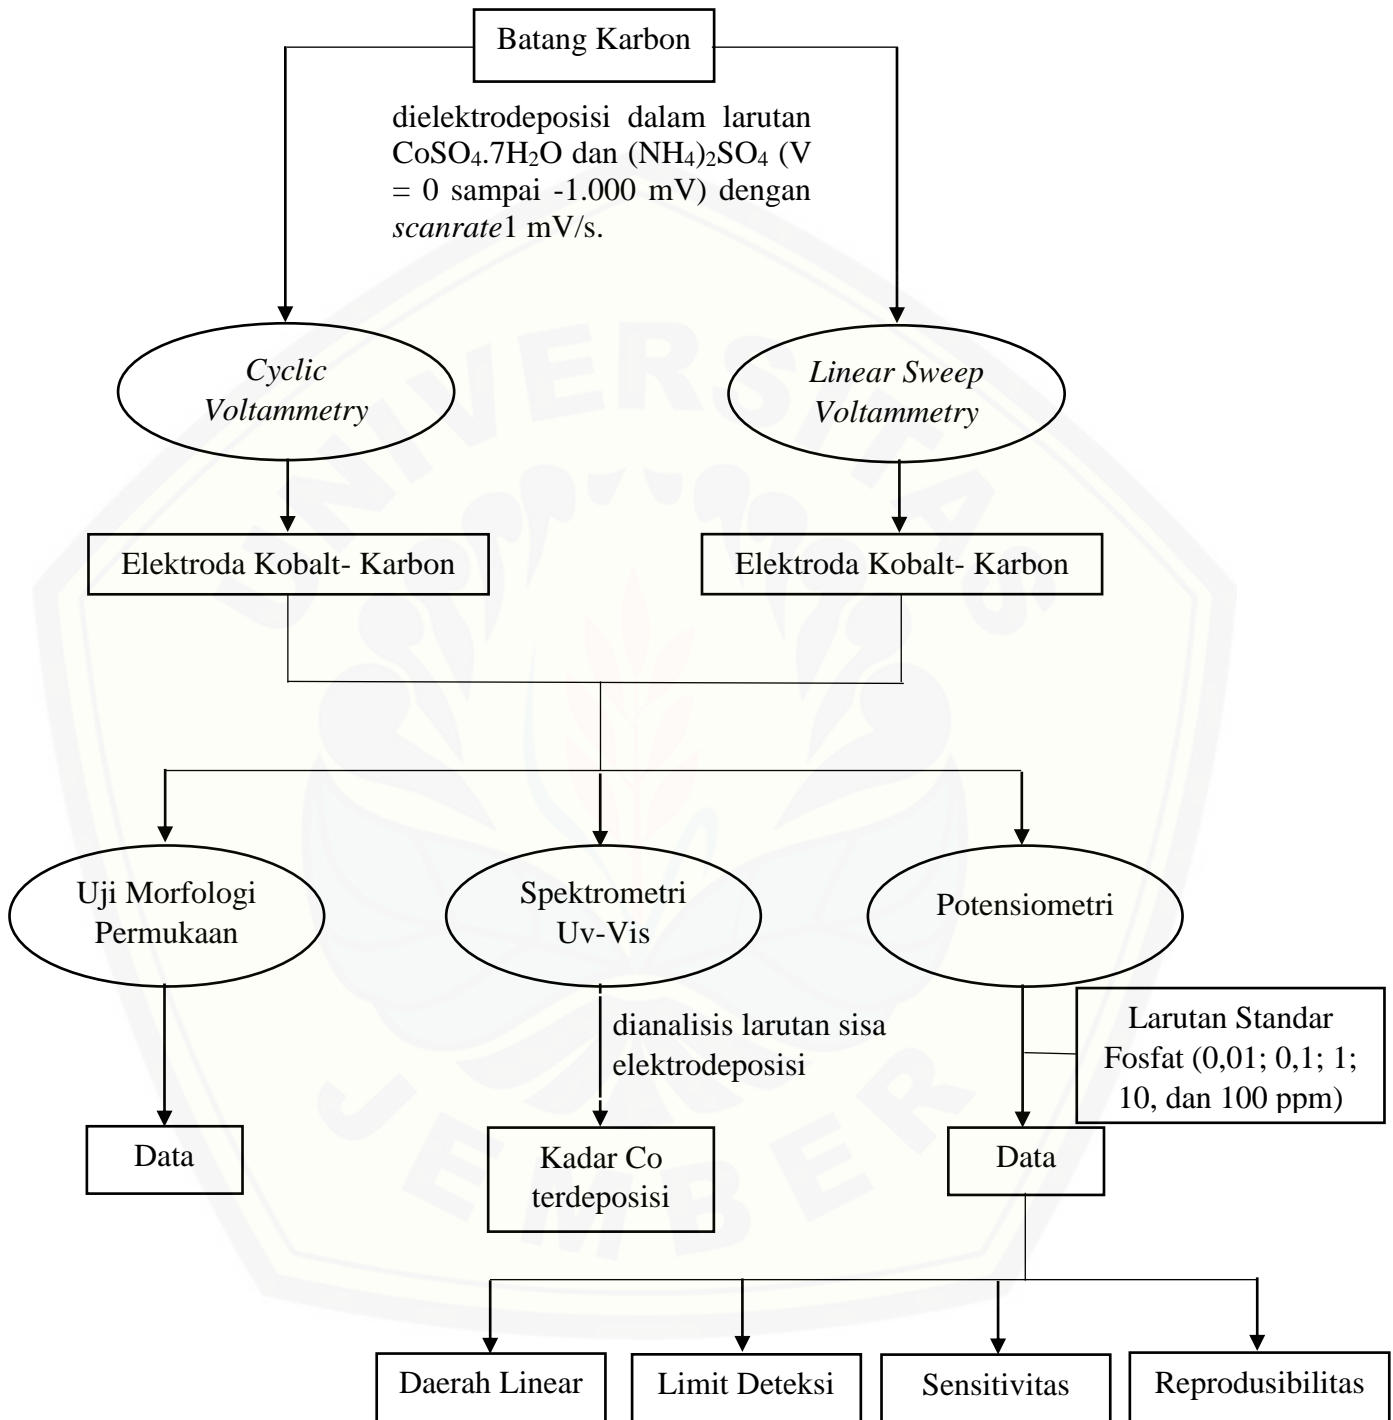 Batang Karbon
dielektrodeposisi dalam larutan
CoSO₄.7H₂O dan (NH₄)₂SO₄ (V
= 0 sampai -1.000 mV) dengan
scanrate1 mV/s.
Cyclic
Voltammetry
Linear Sweep
Voltammetry
Elektroda Kobalt- Karbon
Elektroda Kobalt- Karbon
Uji Morfologi
Permukaan
Spektrometri
Uv-Vis
Potensiometri
dianalisis larutan sisa
elektrodeposisi
Larutan Standar
Fosfat (0,01; 0,1; 1;
10, dan 100 ppm)
Data
Kadar Co
terdeposisi
Data
Daerah Linear
Limit Deteksi
Sensitivitas
Reprodusibilitas
UNIVERSITAS
JEMBER